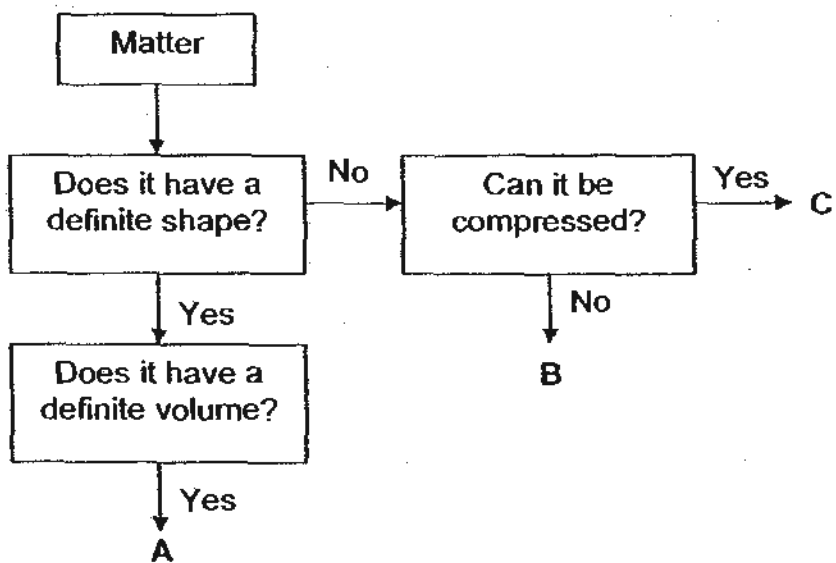 Matter
Does it have a
definite shape?
No
Can it be
compressed?
Yes
C
Yes
No
B
Does it have a
definite volume?
Yes
A